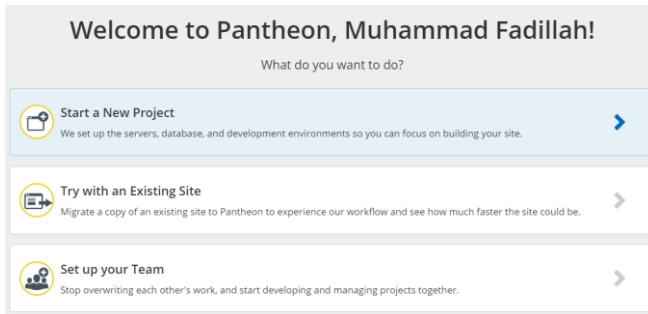 Welcome to Pantheon, Muhammad Fadillah!
What do you want to do?
Start a New Project
We set up the servers, database, and development environments so you can focus on building your site.
Try with an Existing Site
Migrate a copy of an existing site to Pantheon to experience our workflow and see how much faster the site could be.
Set up your Team
Stop overwriting each other's work, and start developing and managing projects together.